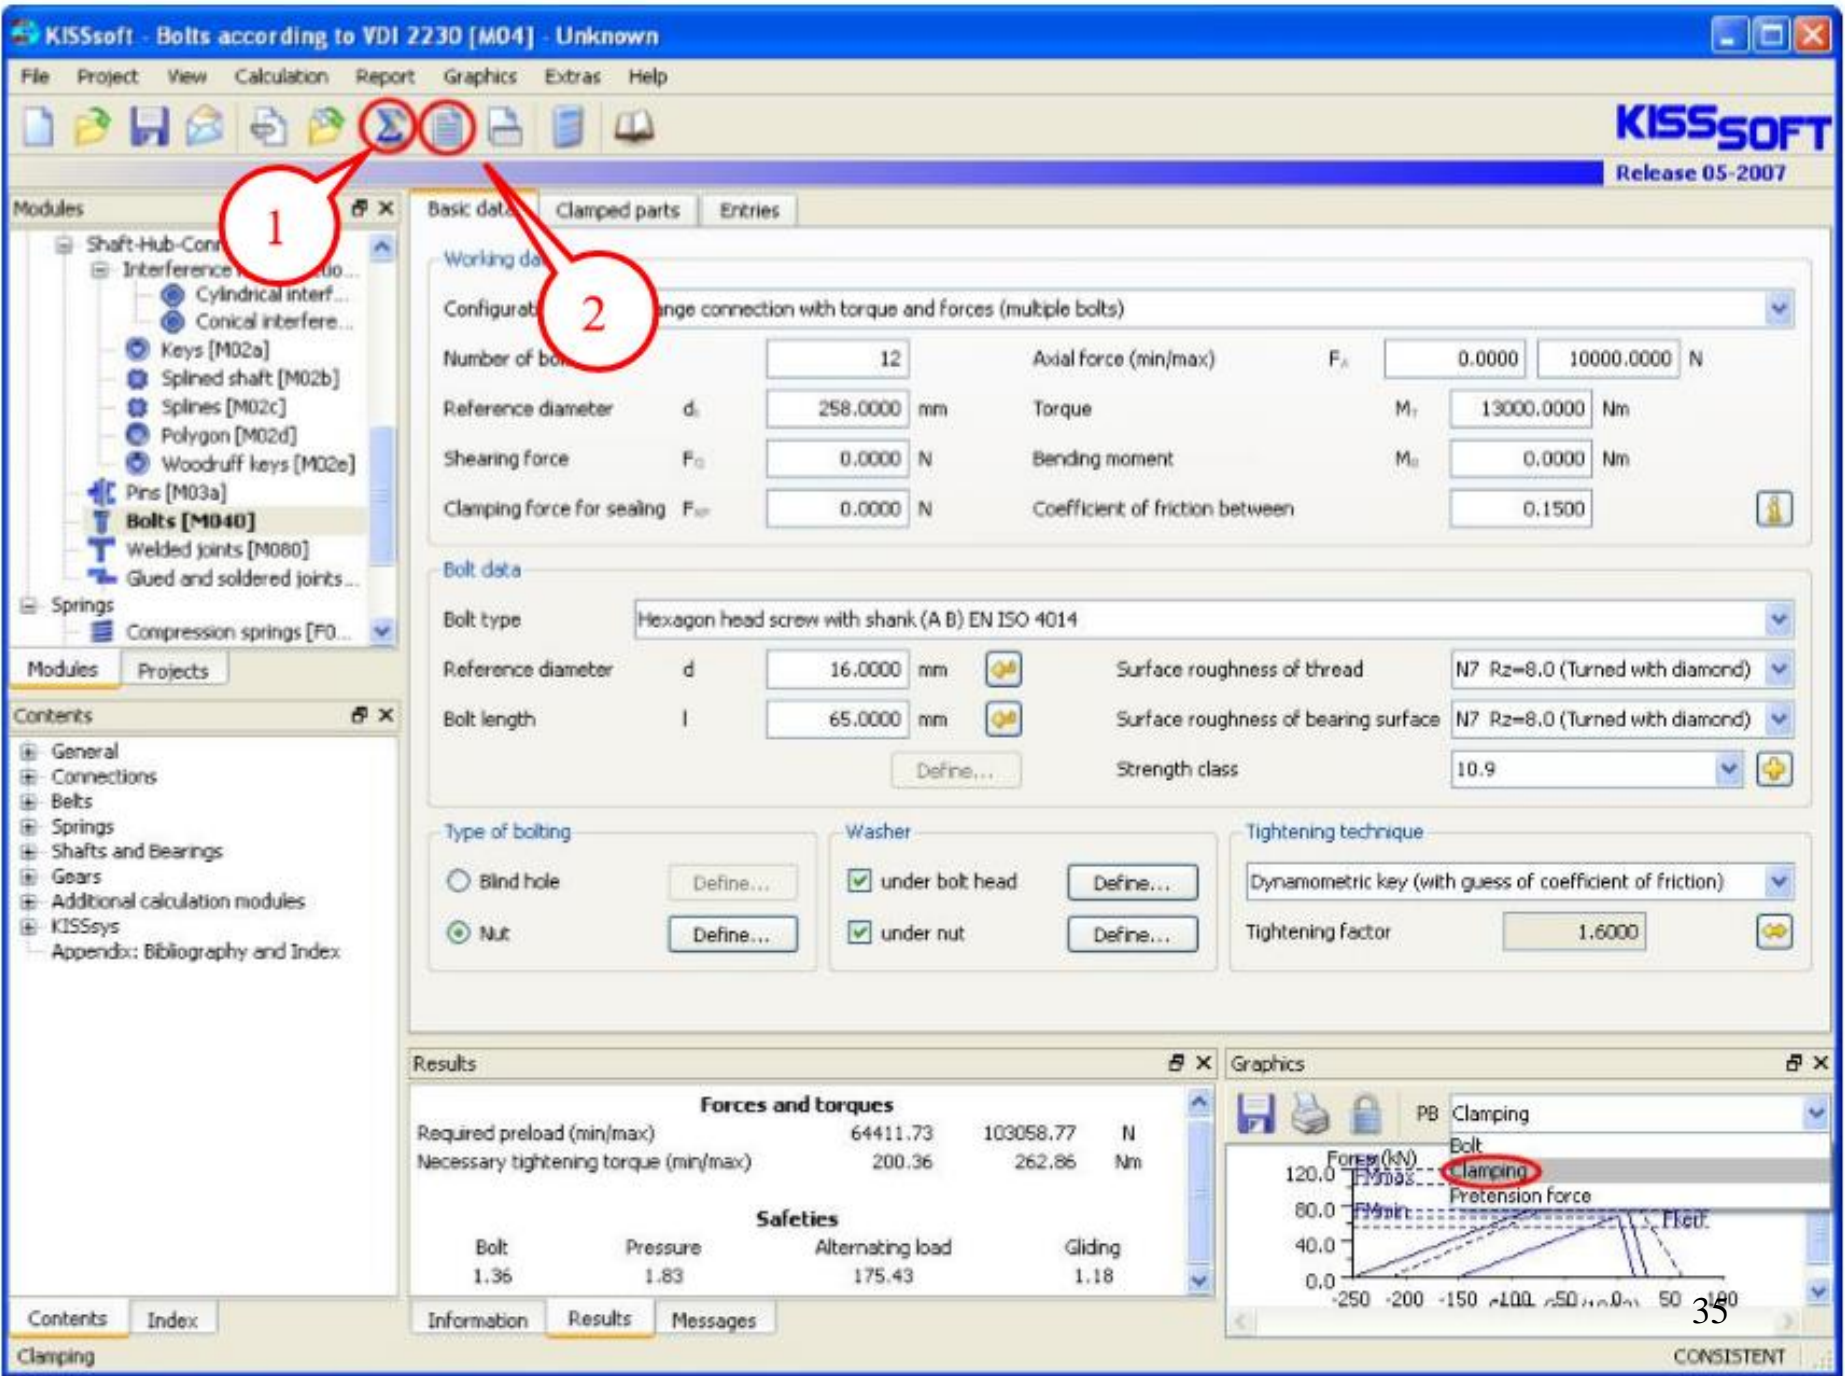 KISSsoft - Bolts according to VDI 2230 [M04] - Unknown
File Project View Calculation Report Graphics Extras Help
KISSSOFT
Release 05-2007
1
2
Modules
Shaft-Hub-Conn
Interference
Cylindrical interf...
Conical interfere...
Keys [M02a]
Splined shaft [M02b]
Splines [M02c]
Polygon [M02d]
Woodruff keys [M02e]
Pins [M03a]
Bolts [M040]
Welded joints [M080]
Glued and soldered joints...
Springs
Compression springs [F0...
Modules Projects
Contents
General
Connections
Belts
Springs
Shafts and Bearings
Gears
Additional calculation modules
KISSsys
Appendix: Bibliography and Index
Contents Index
Basic data Clamped parts Entries
Working da
Configurat ange connection with torque and forces (multiple bolts)
Number of bo 12 Axial force (min/max) F 0.0000 10000.0000 N
Reference diameter d 258.0000 mm Torque M 13000.0000 Nm
Shearing force F 0.0000 N Bending moment M 0.0000 Nm
Clamping force for sealing F 0.0000 N Coefficient of friction between 0.1500
Bolt data
Bolt type Hexagon head screw with shank (A B) EN ISO 4014
Reference diameter d 16.0000 mm Surface roughness of thread N7 Rz=8.0 (Turned with diamond)
Bolt length l 65.0000 mm Surface roughness of bearing surface N7 Rz=8.0 (Turned with diamond)
Define... Strength class 10.9
Type of bolting Washer Tightening technique
Blind hole Define... under bolt head Define... Dynamometric key (with guess of coefficient of friction)
Nut Define... under nut Define... Tightening factor 1.6000
Results
Forces and torques
Required preload (min/max) 64411.73 103058.77 N
Necessary tightening torque (min/max) 200.36 262.86 Nm
Safeties
Bolt Pressure Alternating load Gliding
1.36 1.83 175.43 1.18
Information Results Messages
Graphics
PB Clamping
Bolt
Clamping
Pretension force
Force (kN)
120.0 FMmax
80.0 FMmin FKerf
40.0
0.0
-250 -200 -150 -100 -50 0 50 100
35
Clamping CONSISTENT